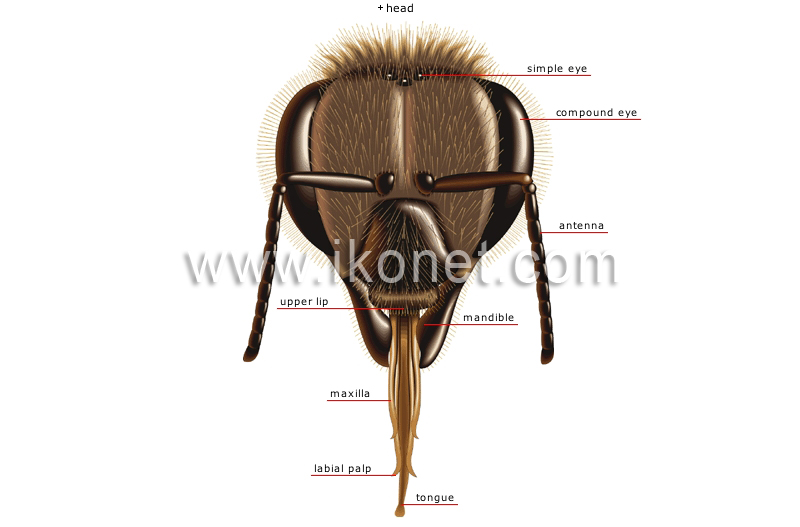 + head
simple eye
compound eye
antenna
www.ikonet.com
upper lip
mandible
maxilla
labial palp
tongue